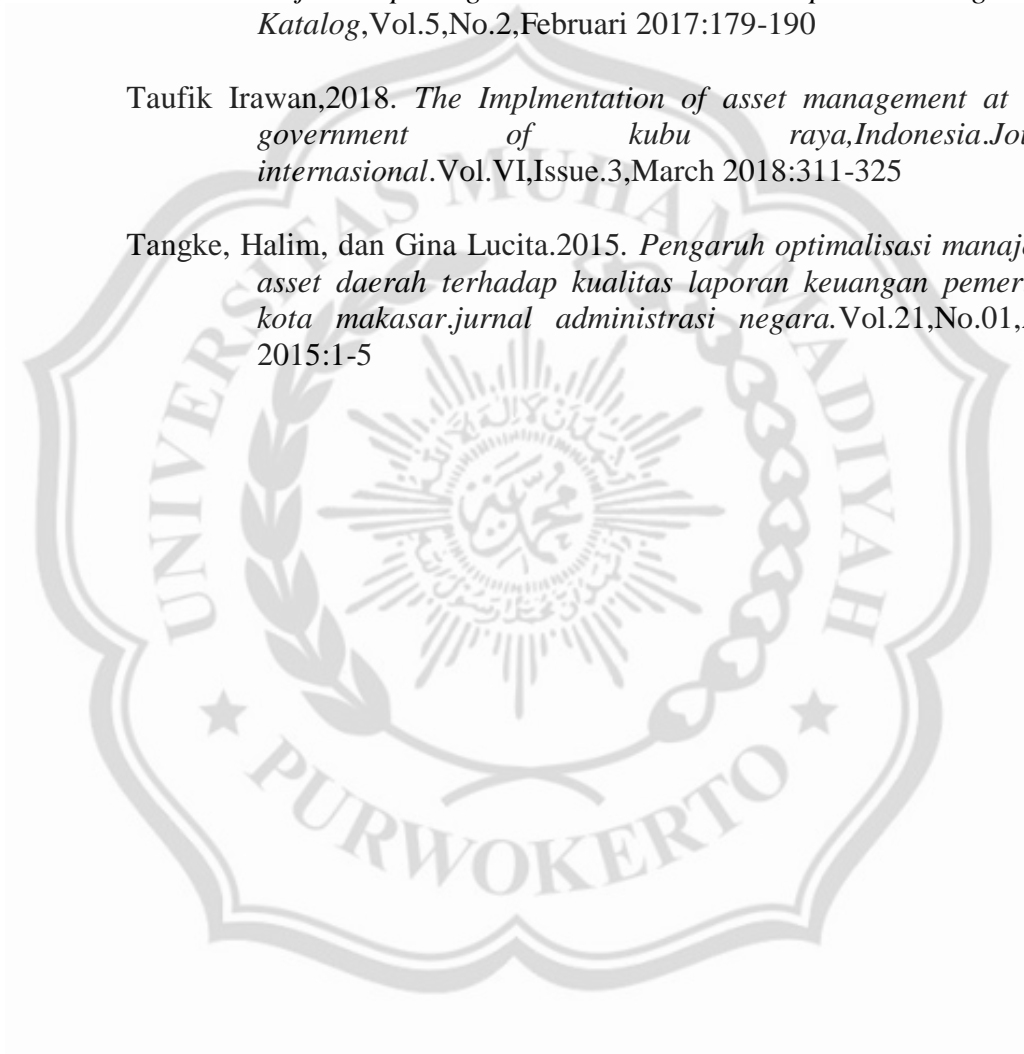 Katalog,Vol.5,No.2,Februari 2017:179-190
Taufik Irawan,2018. The Implmentation of asset management at
government of kubu raya,Indonesia.Jo
internasional.Vol.VI,Issue.3,March 2018:311-325
Tangke, Halim, dan Gina Lucita.2015. Pengaruh optimalisasi manaj
asset daerah terhadap kualitas laporan keuangan pemer
kota makasar.jurnal administrasi negara.Vol.21,No.01,
2015:1-5
UNIVERSITAS MUHAMMADIYAH
PURWOKERTO